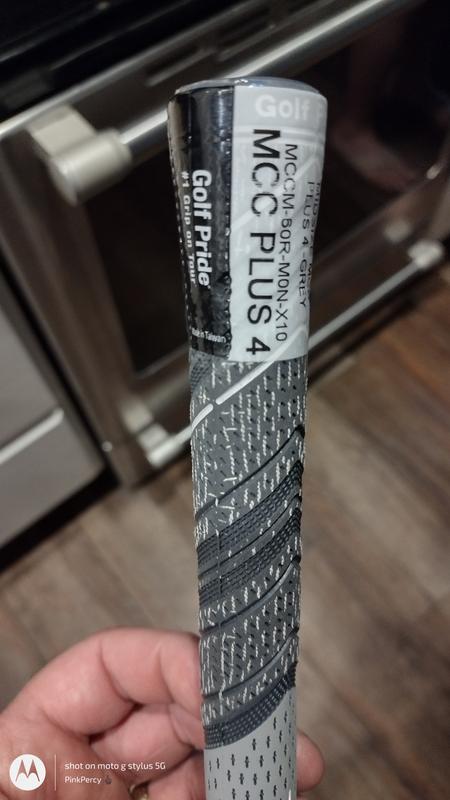 Golf
Golf Pride
#1 Grip on Tour
Made in Taiwan
MCC PLUS 4
MCCM-60R-M0N-X10
PLUS 4 - GREY
shot on moto g stylus 5G
PinkPercy